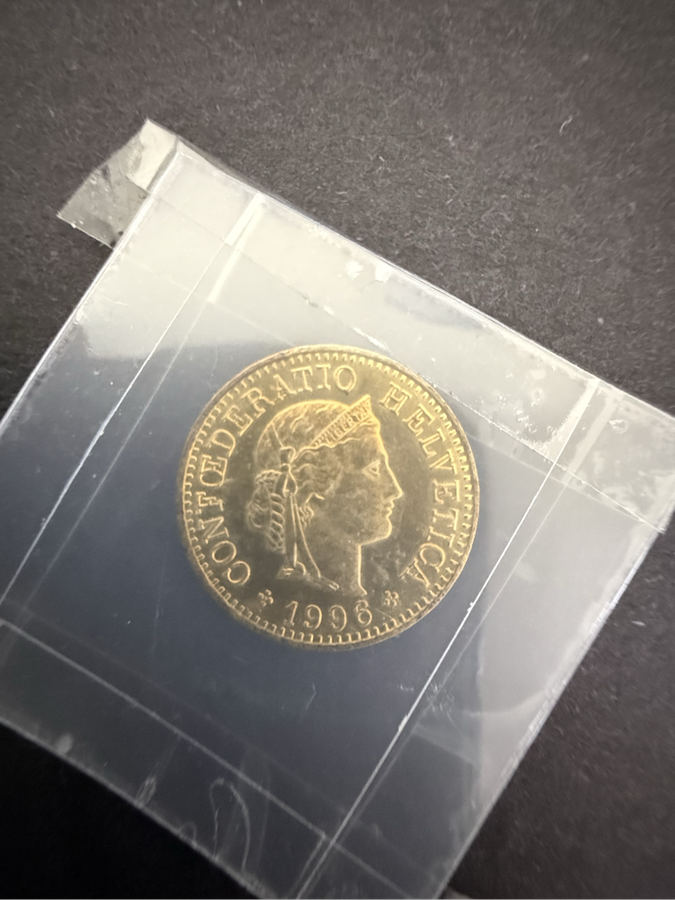 CONFŒDERATIO HELVETICA
1996